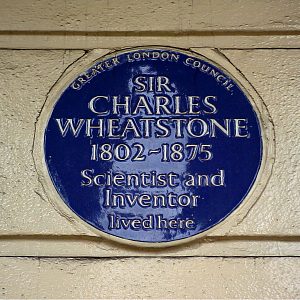 GREATER LONDON COUNCIL
SIR
CHARLES
WHEATSTONE
1802~1875
Scientist and
Inventor
lived here